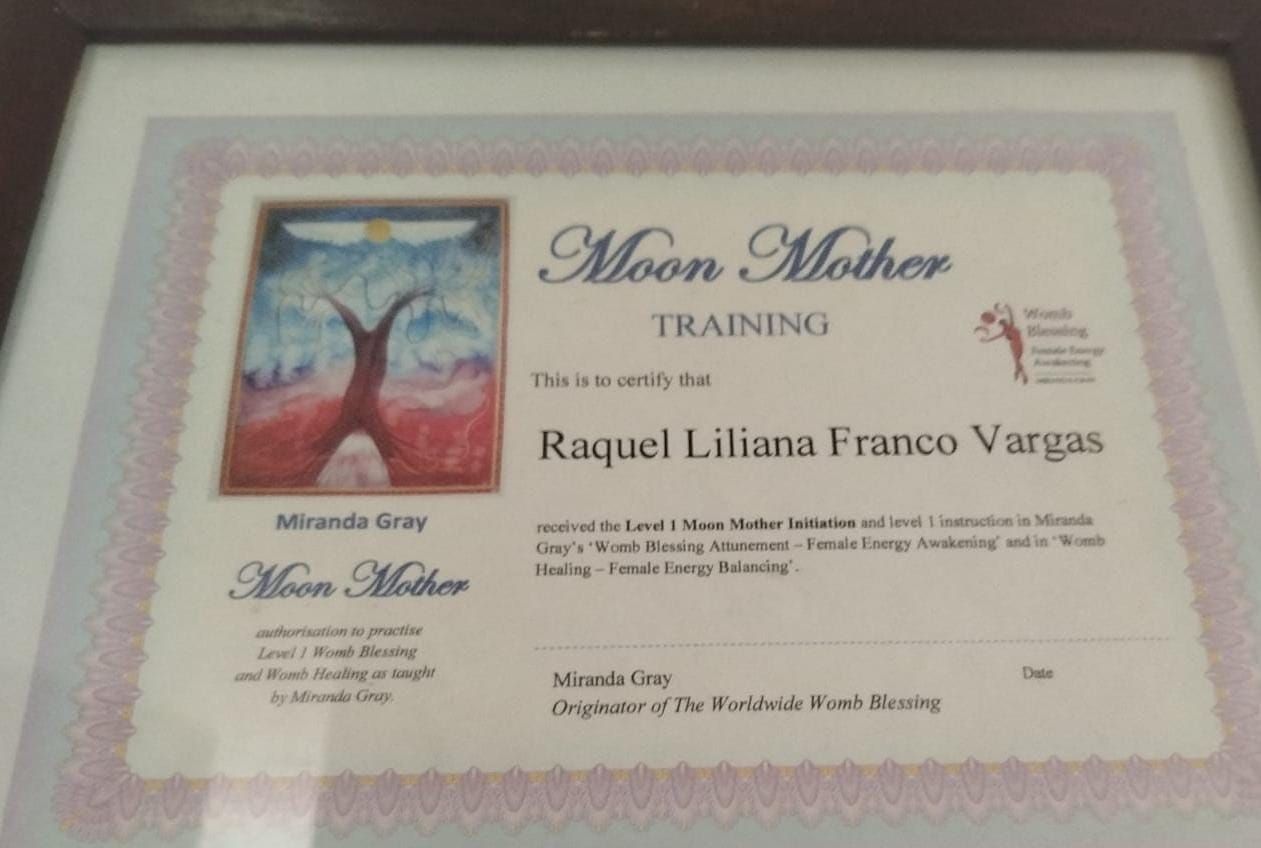 Moon Mother
TRAINING
Womb
Blessing
Female Energy
Awakening
This is to certify that
Raquel Liliana Franco Vargas
received the Level 1 Moon Mother Initiation and level 1 instruction in Miranda
Gray's 'Womb Blessing Attunement – Female Energy Awakening' and in 'Womb
Healing – Female Energy Balancing'.
Miranda Gray
Date
Originator of The Worldwide Womb Blessing
Miranda Gray
Moon Mother
authorisation to practise
Level 1 Womb Blessing
and Womb Healing as taught
by Miranda Gray.